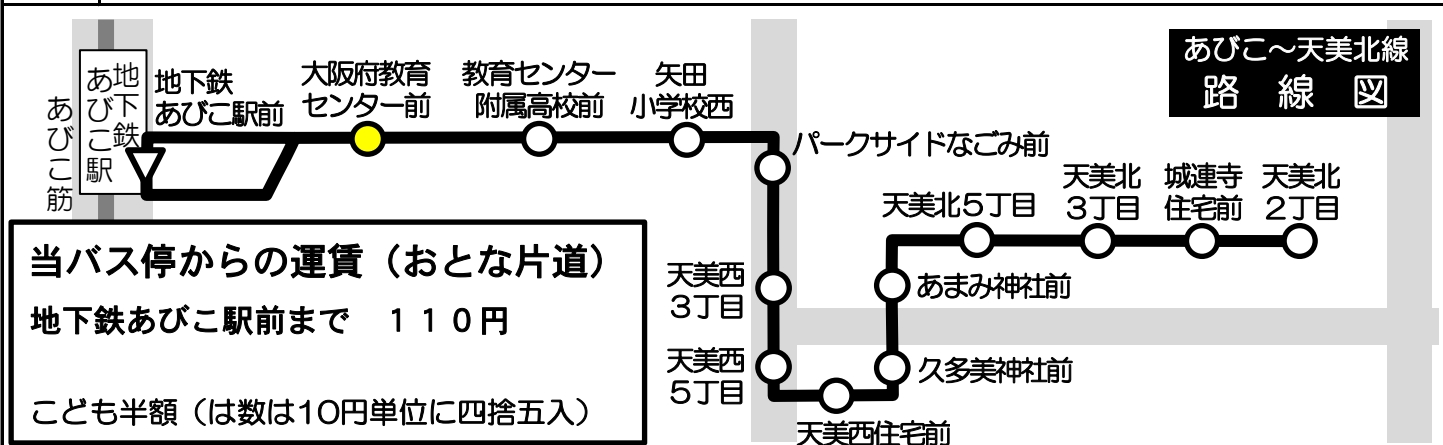 あびこ～天美北線
路線図
あびこ筋
地下鉄
あびこ駅
地下鉄
あびこ駅前
大阪府教育
センター前
教育センター
附属高校前
矢田
小学校西
パークサイドなごみ前
天美西
3丁目
天美西
5丁目
天美西住宅前
久多美神社前
あまみ神社前
天美北5丁目
天美北
3丁目
城連寺
住宅前
天美北
2丁目
当バス停からの運賃（おとな片道）
地下鉄あびこ駅前まで　１１０円
こども半額（は数は10円単位に四捨五入）